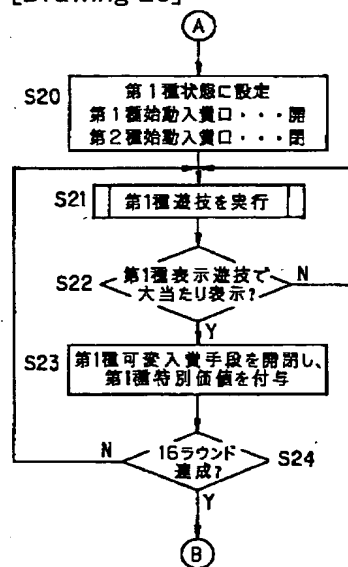 [Drawing 20]
A
S20
第1種状態に設定
第1種始動入賞口・・・開
第2種始動入賞口・・・閉
S21
第1種遊技を実行
S22
第1種表示遊技で
大当たり表示?
N
Y
S23
第1種可変入賞手段を開閉し、
第1種特別価値を付与
N
16ラウンド
達成?
S24
Y
B